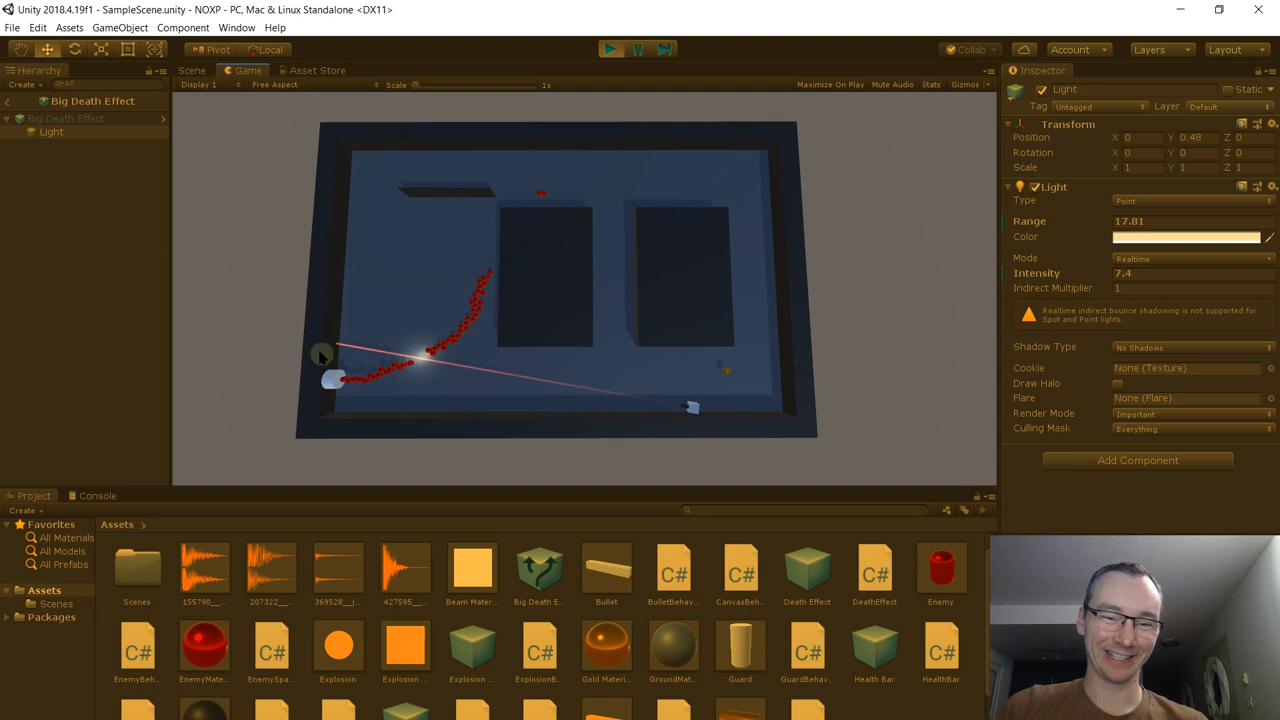 Unity 2018.4.19f1 - SampleScene.unity - NOXP - PC, Mac & Linux Standalone <DX11>
File Edit Assets GameObject Component Window Help
Pivot Local Collab Account Layers Layout
Hierarchy Scene Game Asset Store Inspector
Create All Display 1 Free Aspect Scale 1x Maximize On Play Mute Audio Stats Gizmos
Light Static
Big Death Effect
Tag Untagged Layer Default
Big Death Effect
Light
Transform
Position X 0 Y 0.48 Z 0
Rotation X 0 Y 0 Z 0
Scale X 1 Y 1 Z 1
Light
Type Point
Range 17.81
Color
Mode Realtime
Intensity 7.4
Indirect Multiplier 1
Realtime indirect bounce shadowing is not supported for
Spot and Point lights.
Shadow Type No Shadows
Cookie None (Texture)
Draw Halo
Flare None (Flare)
Render Mode Important
Culling Mask Everything
Add Component
Project Console
Create
Favorites
All Materials
All Models
All Prefabs
Assets
Scenes
Packages
Assets
Scenes 155790__... 207322__... 369528__j... 427595__... Beam Mater... Big Death E... Bullet BulletBehav... CanvasBeh... Death Effect DeathEffect Enemy
EnemyBeh... EnemyMate... EnemySpa... Explosion Explosion ... Explosion ... ExplosionB... Gold Materi... GroundMat... Guard GuardBehav... Health Bar HealthBar
C# C# C# C#
C# C# C# C# C#